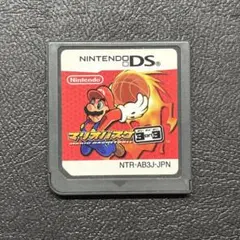 NINTENDO DS
Nintendo
マリオバスケ 3on3
NTR-AB3J-JPN